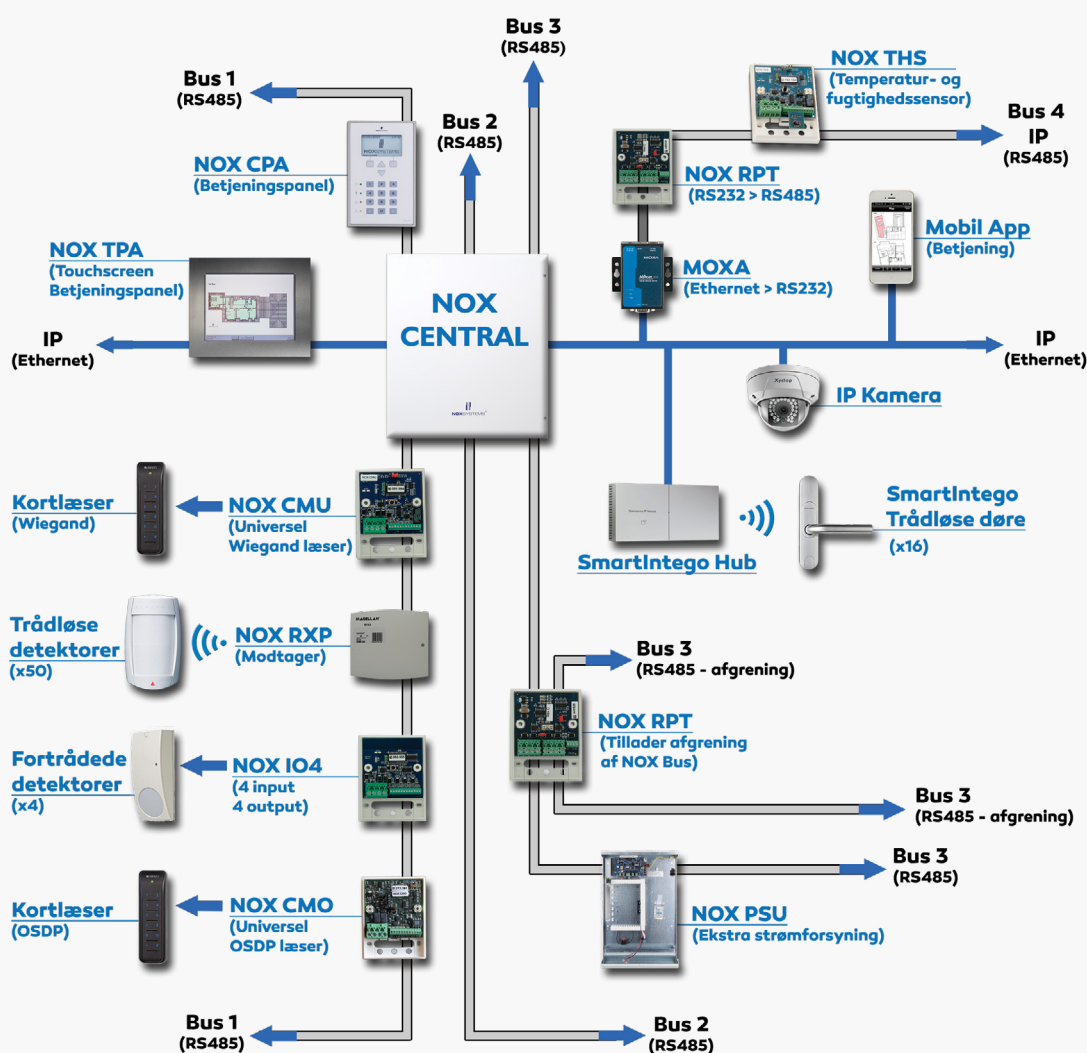 Bus 3
(RS485)
Bus 1
(RS485)
Bus 2
(RS485)
NOX THS
(Temperatur- og
fugtighedssensor)
Bus 4
IP
(RS485)
NOX CPA
(Betjeningspanel)
NOXSYSTEMS
NOX RPT
(RS232 > RS485)
Mobil App
(Betjening)
NOX TPA
(Touchscreen
Betjeningspanel)
MOXA
MOXA
(Ethernet > RS232)
NOX
CENTRAL
NOXSYSTEMS
IP
(Ethernet)
IP
(Ethernet)
Xydop
IP Kamera
Kortlæser
(Wiegand)
NOX CMU
(Universel
Wiegand læser)
SmartIntego Hub
SmartIntego
Trådløse døre
(x16)
Trådløse
detektorer
(x50)
NOX RXP
(Modtager)
MAGELLAN
Bus 3
(RS485 - afgrening)
NOX RPT
(Tillader afgrening
af NOX Bus)
Fortrådede
detektorer
(x4)
NOX IO4
(4 input
4 output)
Bus 3
(RS485 - afgrening)
Bus 3
(RS485)
Kortlæser
(OSDP)
NOX CMO
(Universel
OSDP læser)
NOX PSU
(Ekstra strømforsyning)
Bus 1
(RS485)
Bus 2
(RS485)